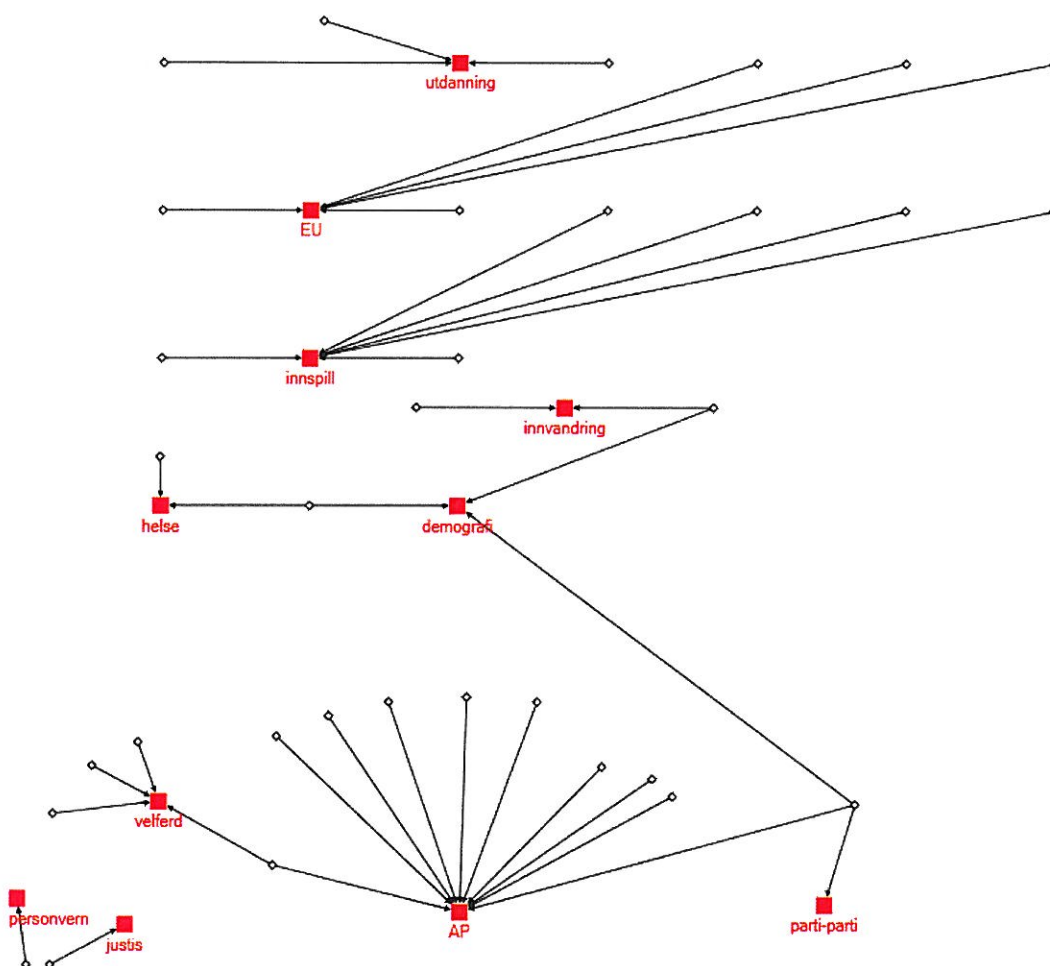 utdanning
EU
innspill
innvandring
helse
demografi
velferd
personvern
justis
AP
parti-parti